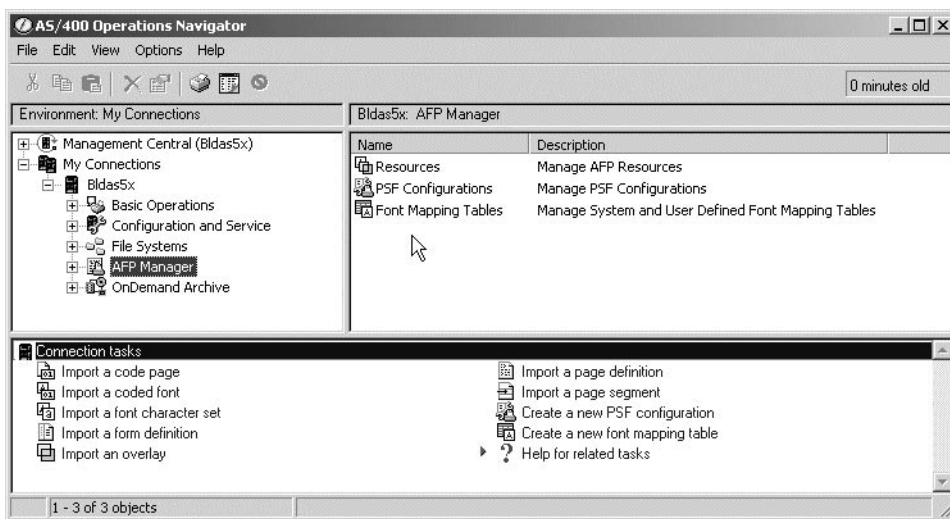 AS/400 Operations Navigator
File Edit View Options Help
0 minutes old
Environment: My Connections
Bldas5x: AFP Manager
Management Central (Bldas5x)
My Connections
Bldas5x
Basic Operations
Configuration and Service
File Systems
AFP Manager
OnDemand Archive
Name Description
Resources Manage AFP Resources
PSF Configurations Manage PSF Configurations
Font Mapping Tables Manage System and User Defined Font Mapping Tables
Connection tasks
Import a code page
Import a coded font
Import a font character set
Import a form definition
Import an overlay
Import a page definition
Import a page segment
Create a new PSF configuration
Create a new font mapping table
Help for related tasks
1 - 3 of 3 objects